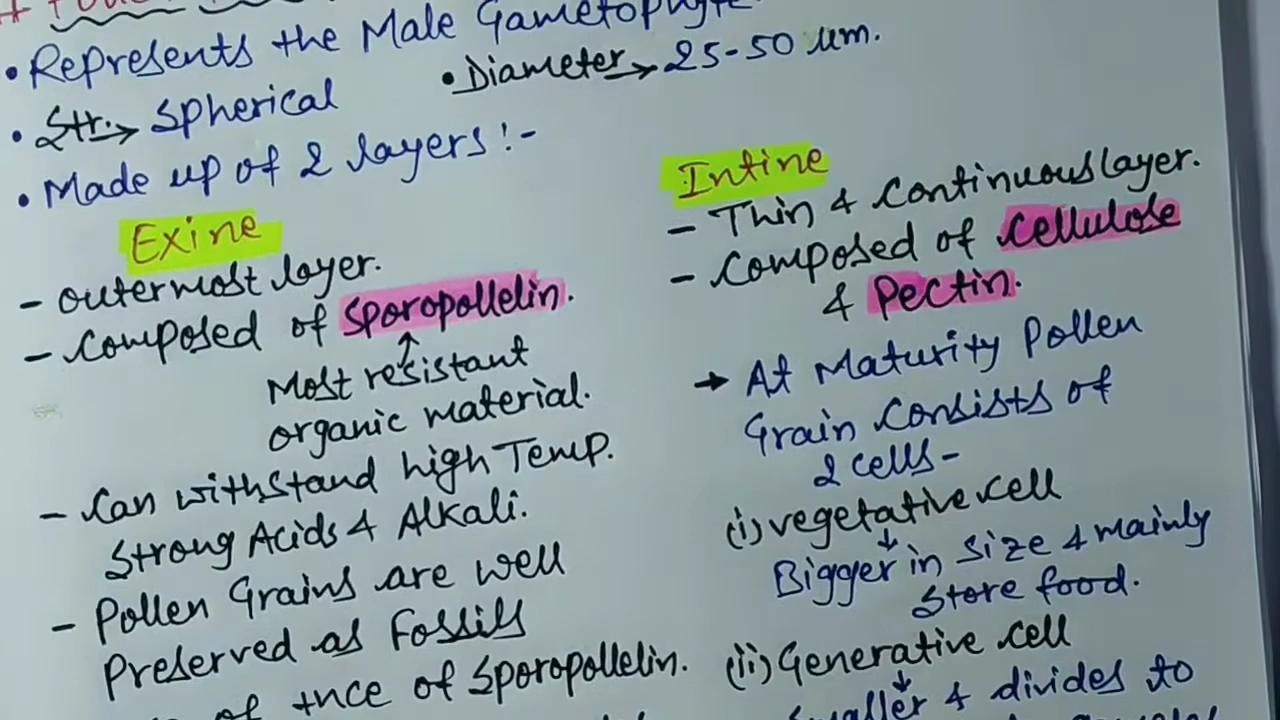 • Represents the Male Gametophyte
• Str. → Spherical
• Diameter → 25-50 um.
• Made up of 2 layers :-
Exine
- outermost layer.
- composed of Sporopollelin.
↑
Most resistant
organic material.
- Can withstand high Temp.
Strong Acids & Alkali.
- Pollen Grains are well
Preserved as Fossils
of +nce of Sporopollelin.
Intine
- Thin & continuous layer.
- composed of cellulose
& Pectin.
→ At Maturity Pollen
Grain Consists of
2 cells -
(i) vegetative cell
↓
Bigger in size & mainly
store food.
(ii) Generative cell
↓
Smaller & divides to